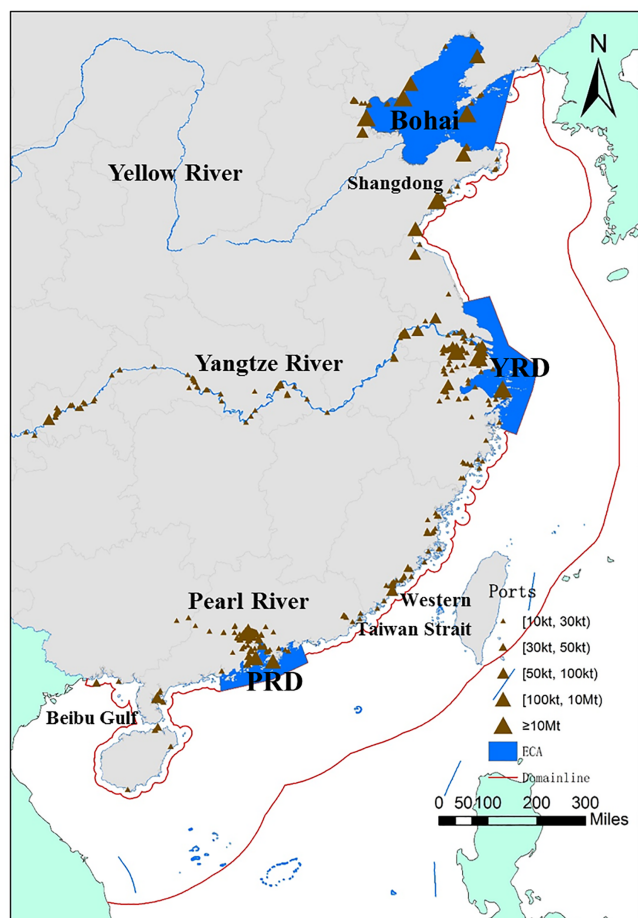 N
Bohai
Yellow River
Shangdong
Yangtze River
YRD
Pearl River
Western
Taiwan Strait
PRD
Beibu Gulf
Ports
[10kt, 30kt)
[30kt, 50kt)
[50kt, 100kt)
[100kt, 10Mt)
≥10Mt
ECA
Domainline
0 50 100 200 300
Miles